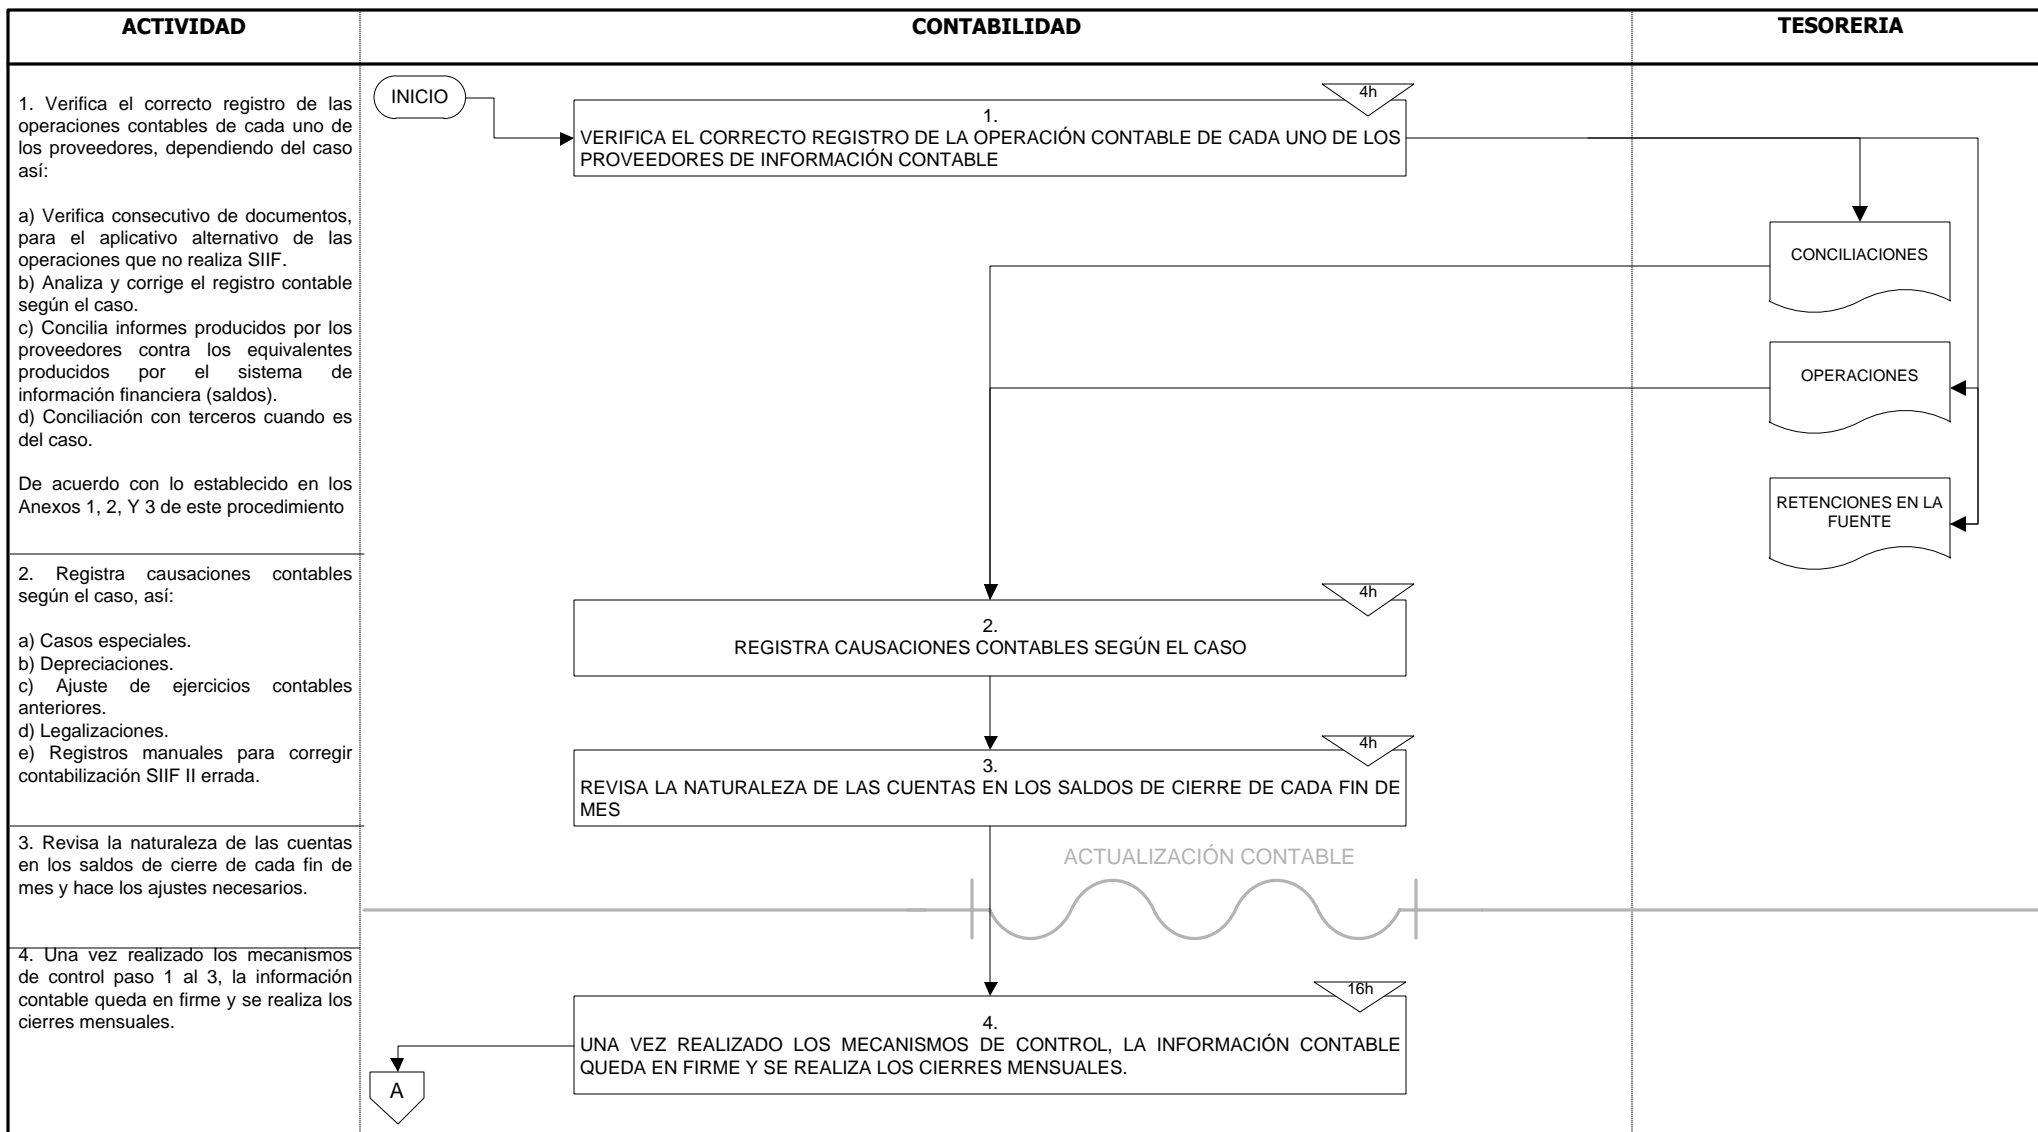 ACTIVIDAD
CONTABILIDAD
TESORERIA
1. Verifica el correcto registro de las
operaciones contables de cada uno de
los proveedores, dependiendo del caso
así:
a) Verifica consecutivo de documentos,
para el aplicativo alternativo de las
operaciones que no realiza SIIF.
b) Analiza y corrige el registro contable
según el caso.
c) Concilia informes producidos por los
proveedores contra los equivalentes
producidos por el sistema de
información financiera (saldos).
d) Conciliación con terceros cuando es
del caso.
De acuerdo con lo establecido en los
Anexos 1, 2, Y 3 de este procedimiento
2. Registra causaciones contables
según el caso, así:
a) Casos especiales.
b) Depreciaciones.
c) Ajuste de ejercicios contables
anteriores.
d) Legalizaciones.
e) Registros manuales para corregir
contabilización SIIF II errada.
3. Revisa la naturaleza de las cuentas
en los saldos de cierre de cada fin de
mes y hace los ajustes necesarios.
4. Una vez realizado los mecanismos
de control paso 1 al 3, la información
contable queda en firme y se realiza los
cierres mensuales.
INICIO
4h
1.
VERIFICA EL CORRECTO REGISTRO DE LA OPERACIÓN CONTABLE DE CADA UNO DE LOS
PROVEEDORES DE INFORMACIÓN CONTABLE
CONCILIACIONES
OPERACIONES
RETENCIONES EN LA
FUENTE
4h
2.
REGISTRA CAUSACIONES CONTABLES SEGÚN EL CASO
4h
3.
REVISA LA NATURALEZA DE LAS CUENTAS EN LOS SALDOS DE CIERRE DE CADA FIN DE
MES
ACTUALIZACIÓN CONTABLE
16h
4.
UNA VEZ REALIZADO LOS MECANISMOS DE CONTROL, LA INFORMACIÓN CONTABLE
QUEDA EN FIRME Y SE REALIZA LOS CIERRES MENSUALES.
A